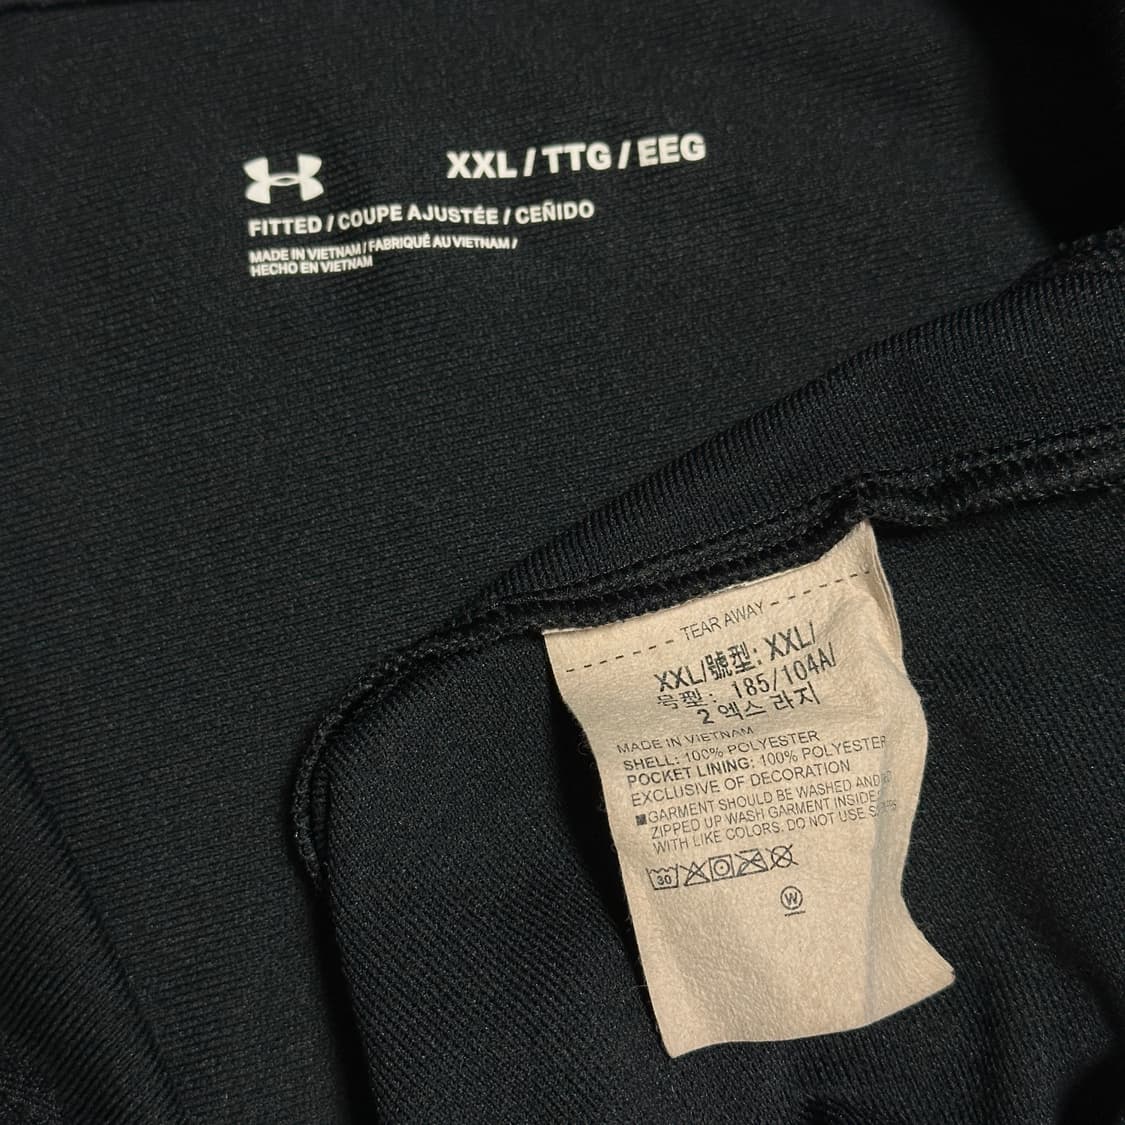 XXL / TTG / EEG
FITTED / COUPE AJUSTÉE / CEÑIDO
MADE IN VIETNAM / FABRIQUÉ AU VIETNAM /
HECHO EN VIETNAM
TEAR AWAY
XXL/號型: XXL/
号型: 185/104A/
2 엑스 라지
MADE IN VIETNAM
SHELL: 100% POLYESTER
POCKET LINING: 100% POLYESTER
EXCLUSIVE OF DECORATION
■GARMENT SHOULD BE WASHED AND
ZIPPED UP WASH GARMENT INSIDE
WITH LIKE COLORS. DO NOT USE
30
W